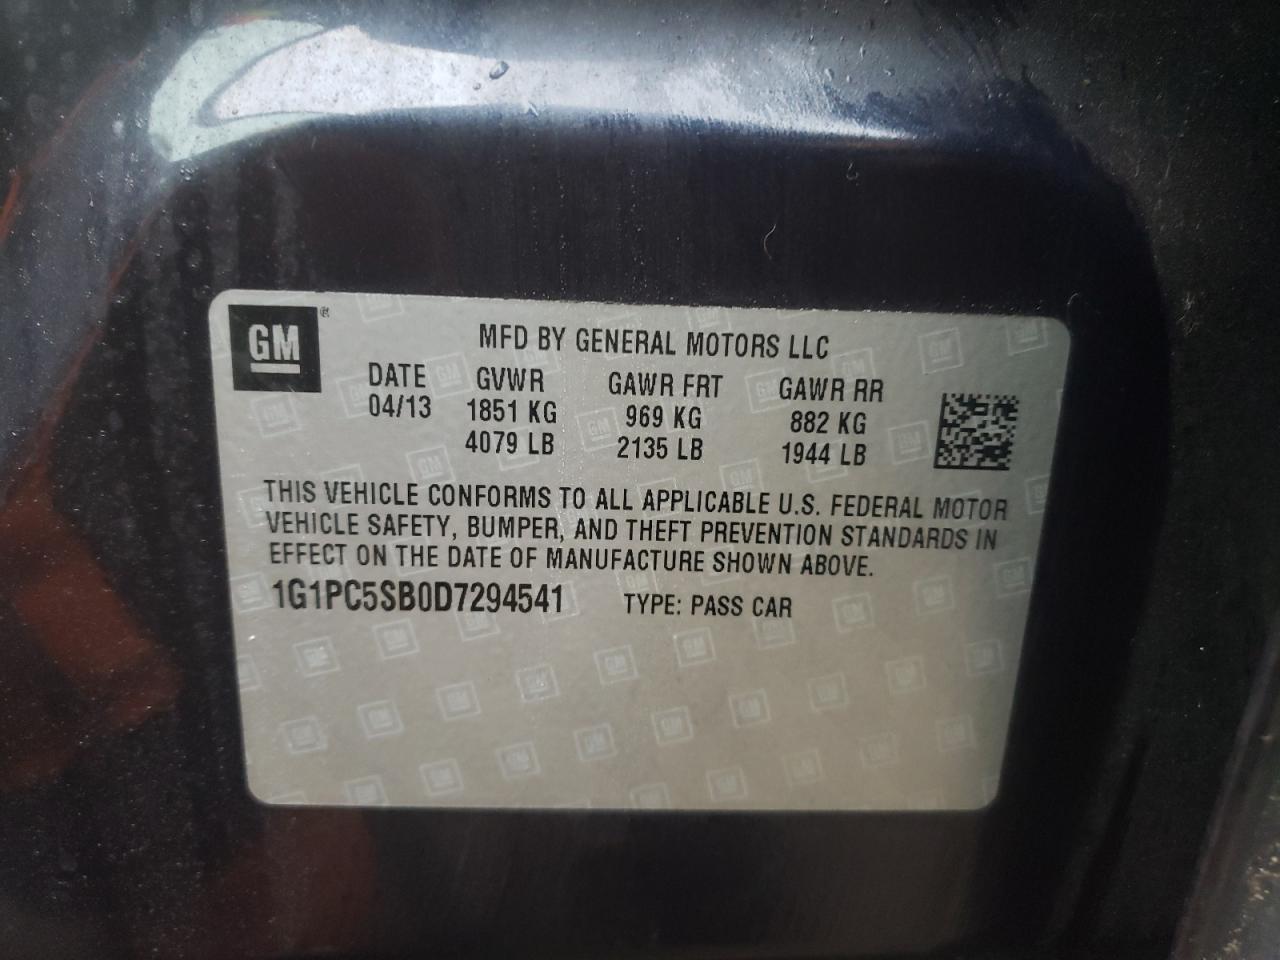 GM
MFD BY GENERAL MOTORS LLC
DATE GVWR GAWR FRT GAWR RR
04/13 1851 KG 969 KG 882 KG
4079 LB 2135 LB 1944 LB
THIS VEHICLE CONFORMS TO ALL APPLICABLE U.S. FEDERAL MOTOR
VEHICLE SAFETY, BUMPER, AND THEFT PREVENTION STANDARDS IN
EFFECT ON THE DATE OF MANUFACTURE SHOWN ABOVE.
1G1PC5SB0D7294541 TYPE: PASS CAR